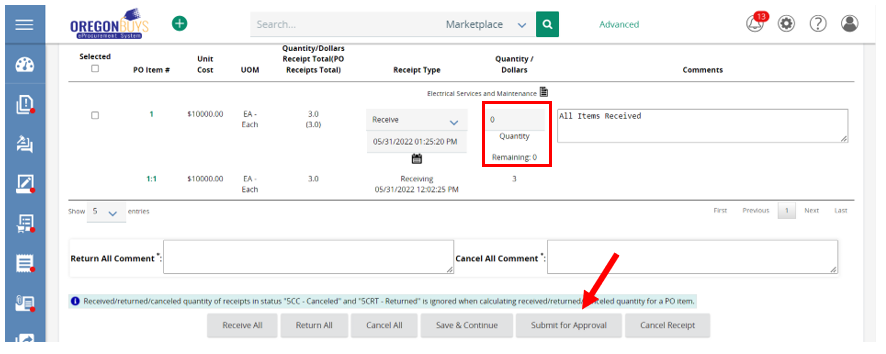 OREGONBUYS
eProcurement System
Search...
Marketplace
Advanced
13
Selected
PO Item #
Unit
Cost
UOM
Quantity/Dollars
Receipt Total(PO
Receipts Total)
Receipt Type
Quantity /
Dollars
Comments
Electrical Services and Maintenance
1
$10000.00
EA -
Each
3.0
(3.0)
Receive
05/31/2022 01:25:20 PM
0
Quantity
Remaining: 0
All Items Received
1:1
$10000.00
EA -
Each
3.0
Receiving
05/31/2022 12:02:25 PM
3
Show 5 entries
First Previous 1 Next Last
Return All Comment *:
Cancel All Comment *:
Received/returned/canceled quantity of receipts in status "SCC - Canceled" and "SCRT - Returned" is ignored when calculating received/returned/canceled quantity for a PO item.
Receive All
Return All
Cancel All
Save & Continue
Submit for Approval
Cancel Receipt